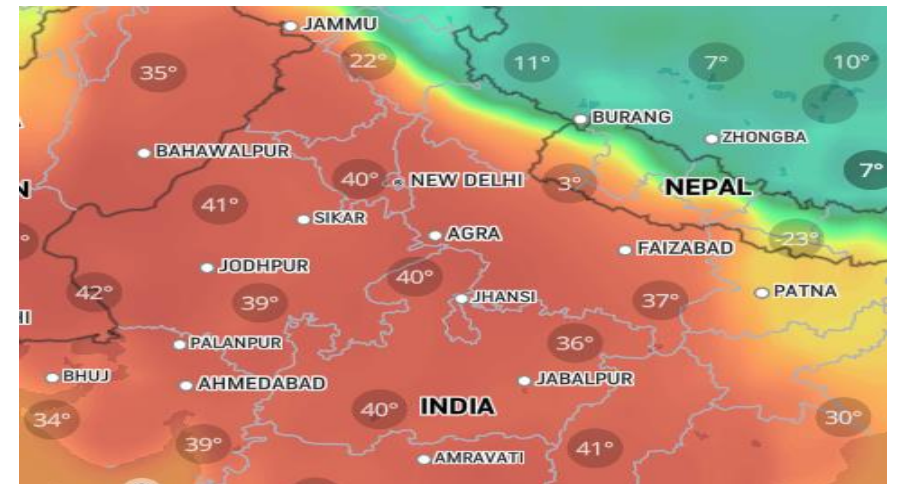 JAMMU
22°
11°
7°
10°
35°
BURANG
ZHONGBA
BAHAWALPUR
7°
40°
NEW DELHI
3°
NEPAL
41°
SIKAR
AGRA
23°
FAIZABAD
JODHPUR
40°
42°
39°
JHANSI
37°
PATNA
PALANPUR
36°
BHUJ
AHMEDABAD
JABALPUR
34°
40°
INDIA
30°
39°
41°
AMRAVATI